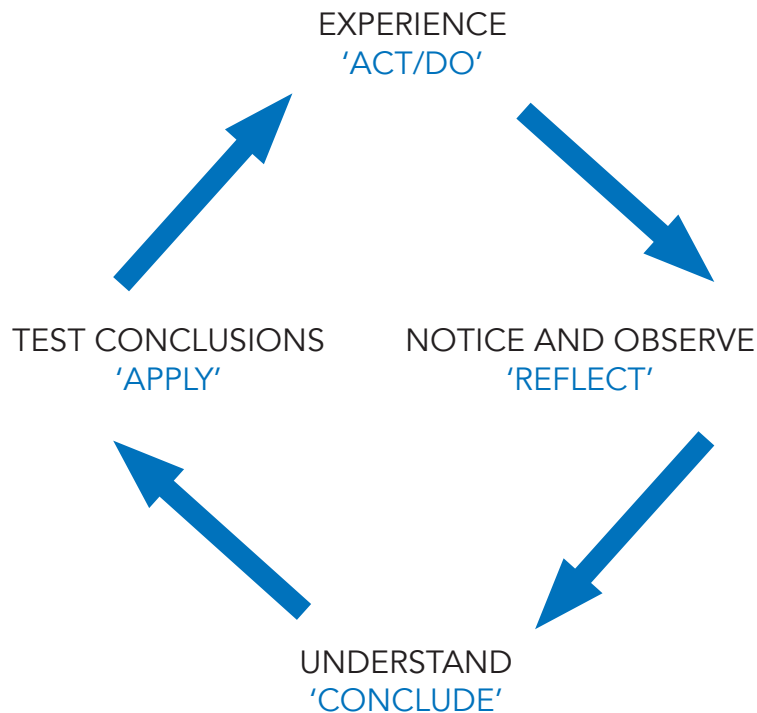 EXPERIENCE
‘ACT/DO’
TEST CONCLUSIONS
‘APPLY’
NOTICE AND OBSERVE
‘REFLECT’
UNDERSTAND
‘CONCLUDE’